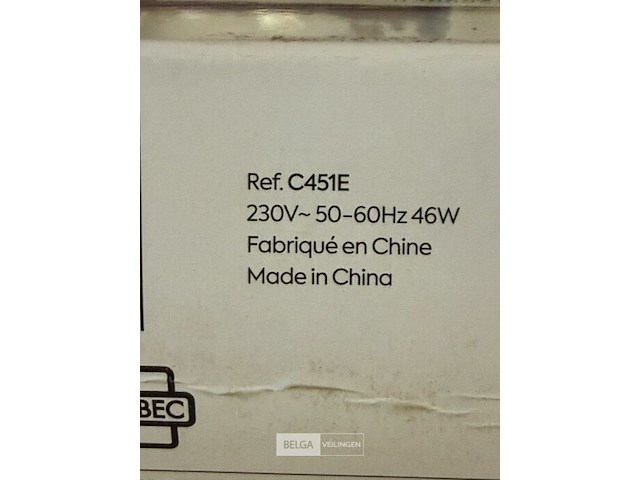 Ref. C451E
230V~ 50-60Hz 46W
Fabriqué en Chine
Made in China
BEC
BELGA VEILINGEN